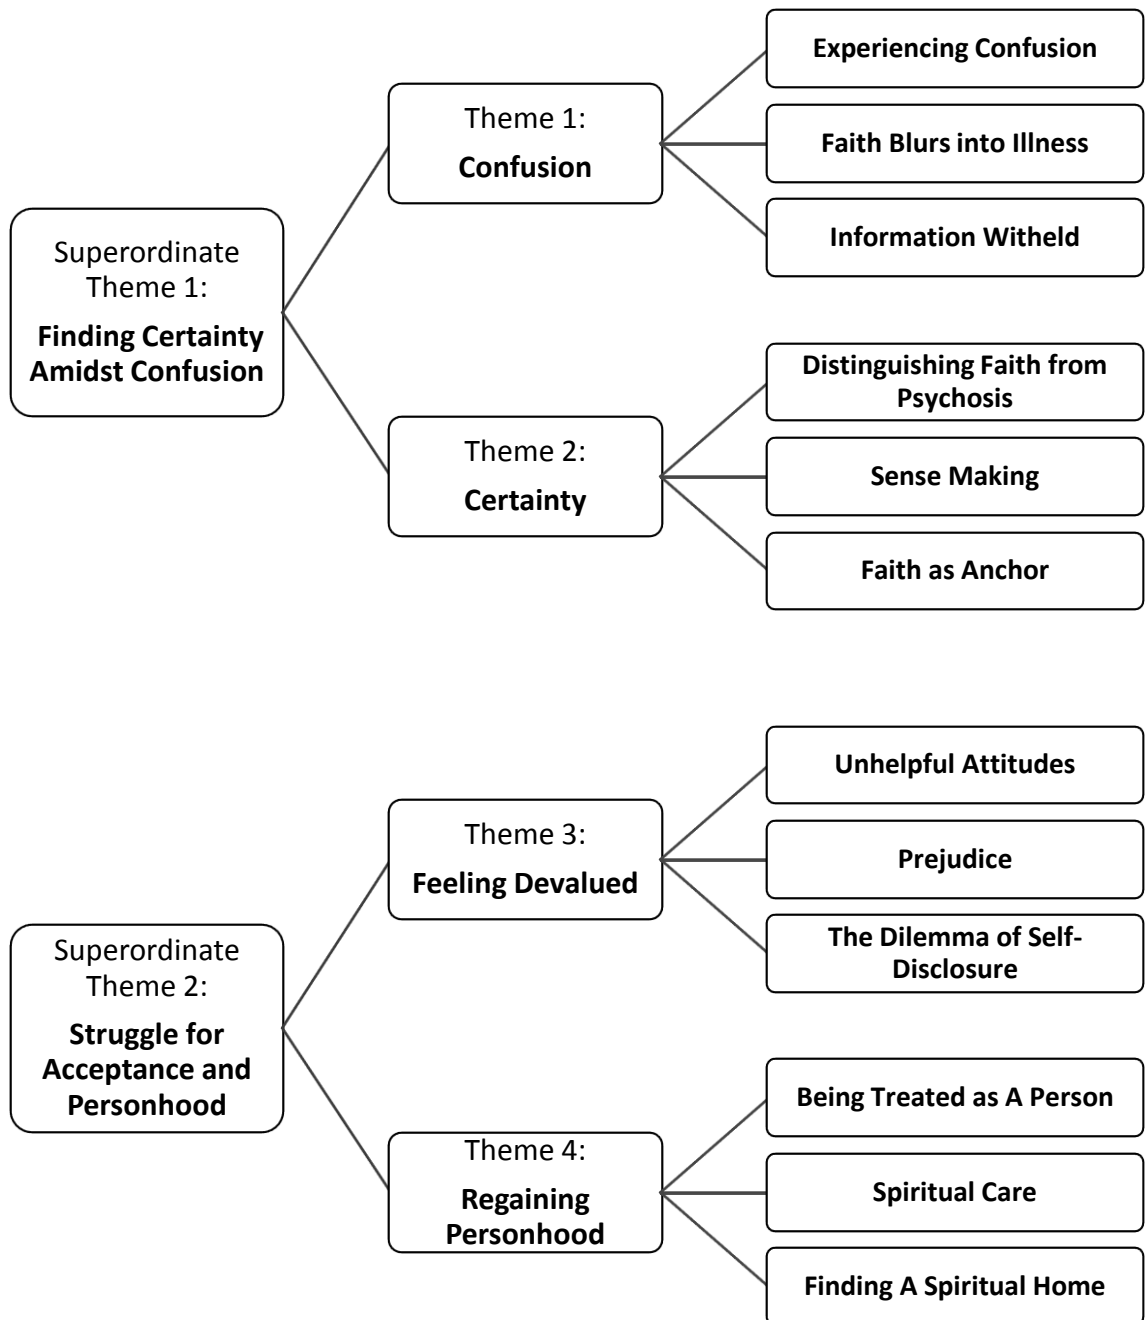 Superordinate
Theme 1:
Finding Certainty
Amidst Confusion
Theme 1:
Confusion
Experiencing Confusion
Faith Blurs into Illness
Information Witheld
Theme 2:
Certainty
Distinguishing Faith from
Psychosis
Sense Making
Faith as Anchor
Superordinate
Theme 2:
Struggle for
Acceptance and
Personhood
Theme 3:
Feeling Devalued
Unhelpful Attitudes
Prejudice
The Dilemma of Self-
Disclosure
Theme 4:
Regaining
Personhood
Being Treated as A Person
Spiritual Care
Finding A Spiritual Home